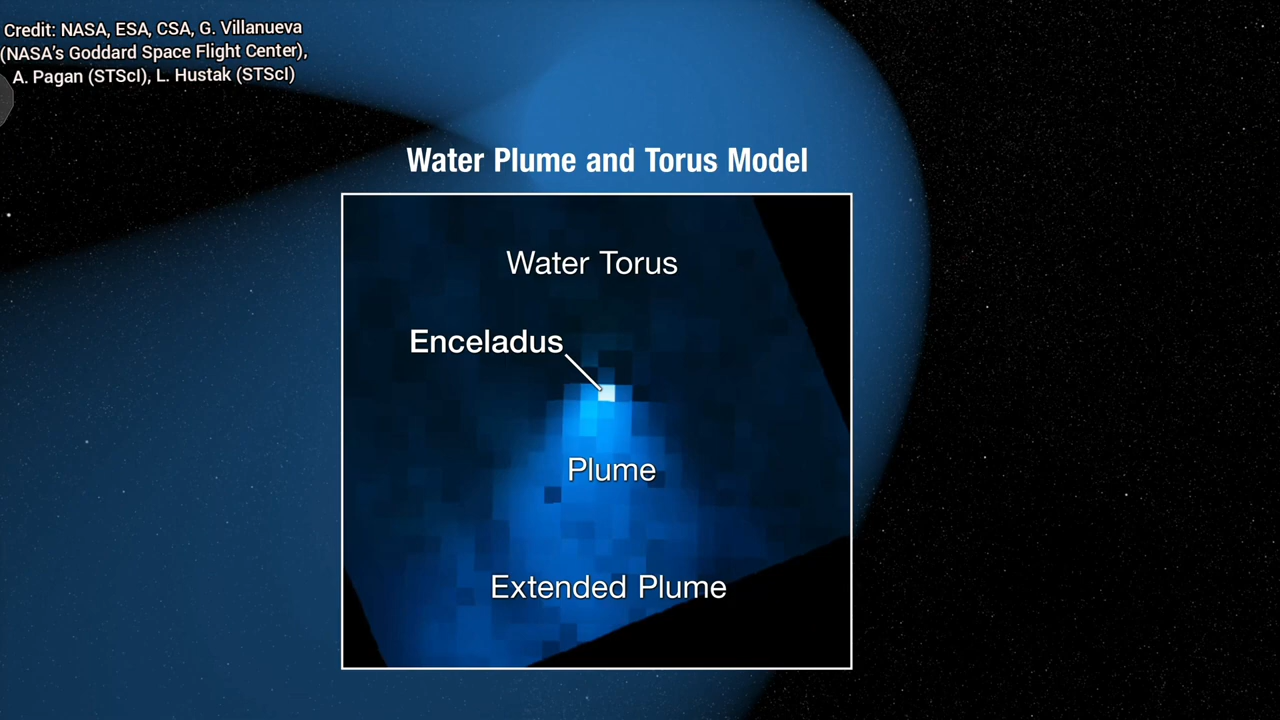 Credit: NASA, ESA, CSA, G. Villanueva
(NASA's Goddard Space Flight Center),
A. Pagan (STScI), L. Hustak (STScI)
Water Plume and Torus Model
Water Torus
Enceladus
Plume
Extended Plume